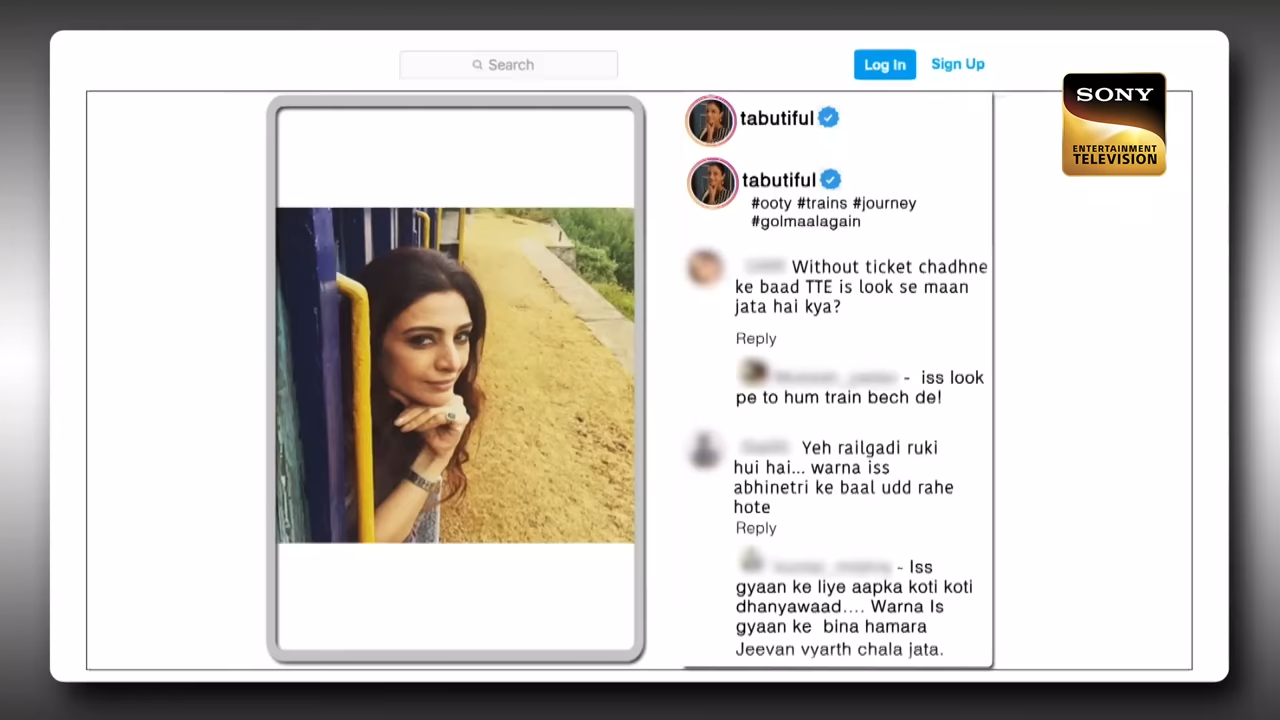 Search
Log In
Sign Up
SONY
ENTERTAINMENT
TELEVISION
tabutiful
tabutiful
#ooty #trains #journey
#golmaalagain
Without ticket chadhne
ke baad TTE is look se maan
jata hai kya?
Reply
- iss look
pe to hum train bech de!
Yeh railgadi ruki
hui hai... warna iss
abhinetri ke baal udd rahe
hote
Reply
- Iss
gyaan ke liye aapka koti koti
dhanyawaad.... Warna Is
gyaan ke bina hamara
Jeevan vyarth chala jata.